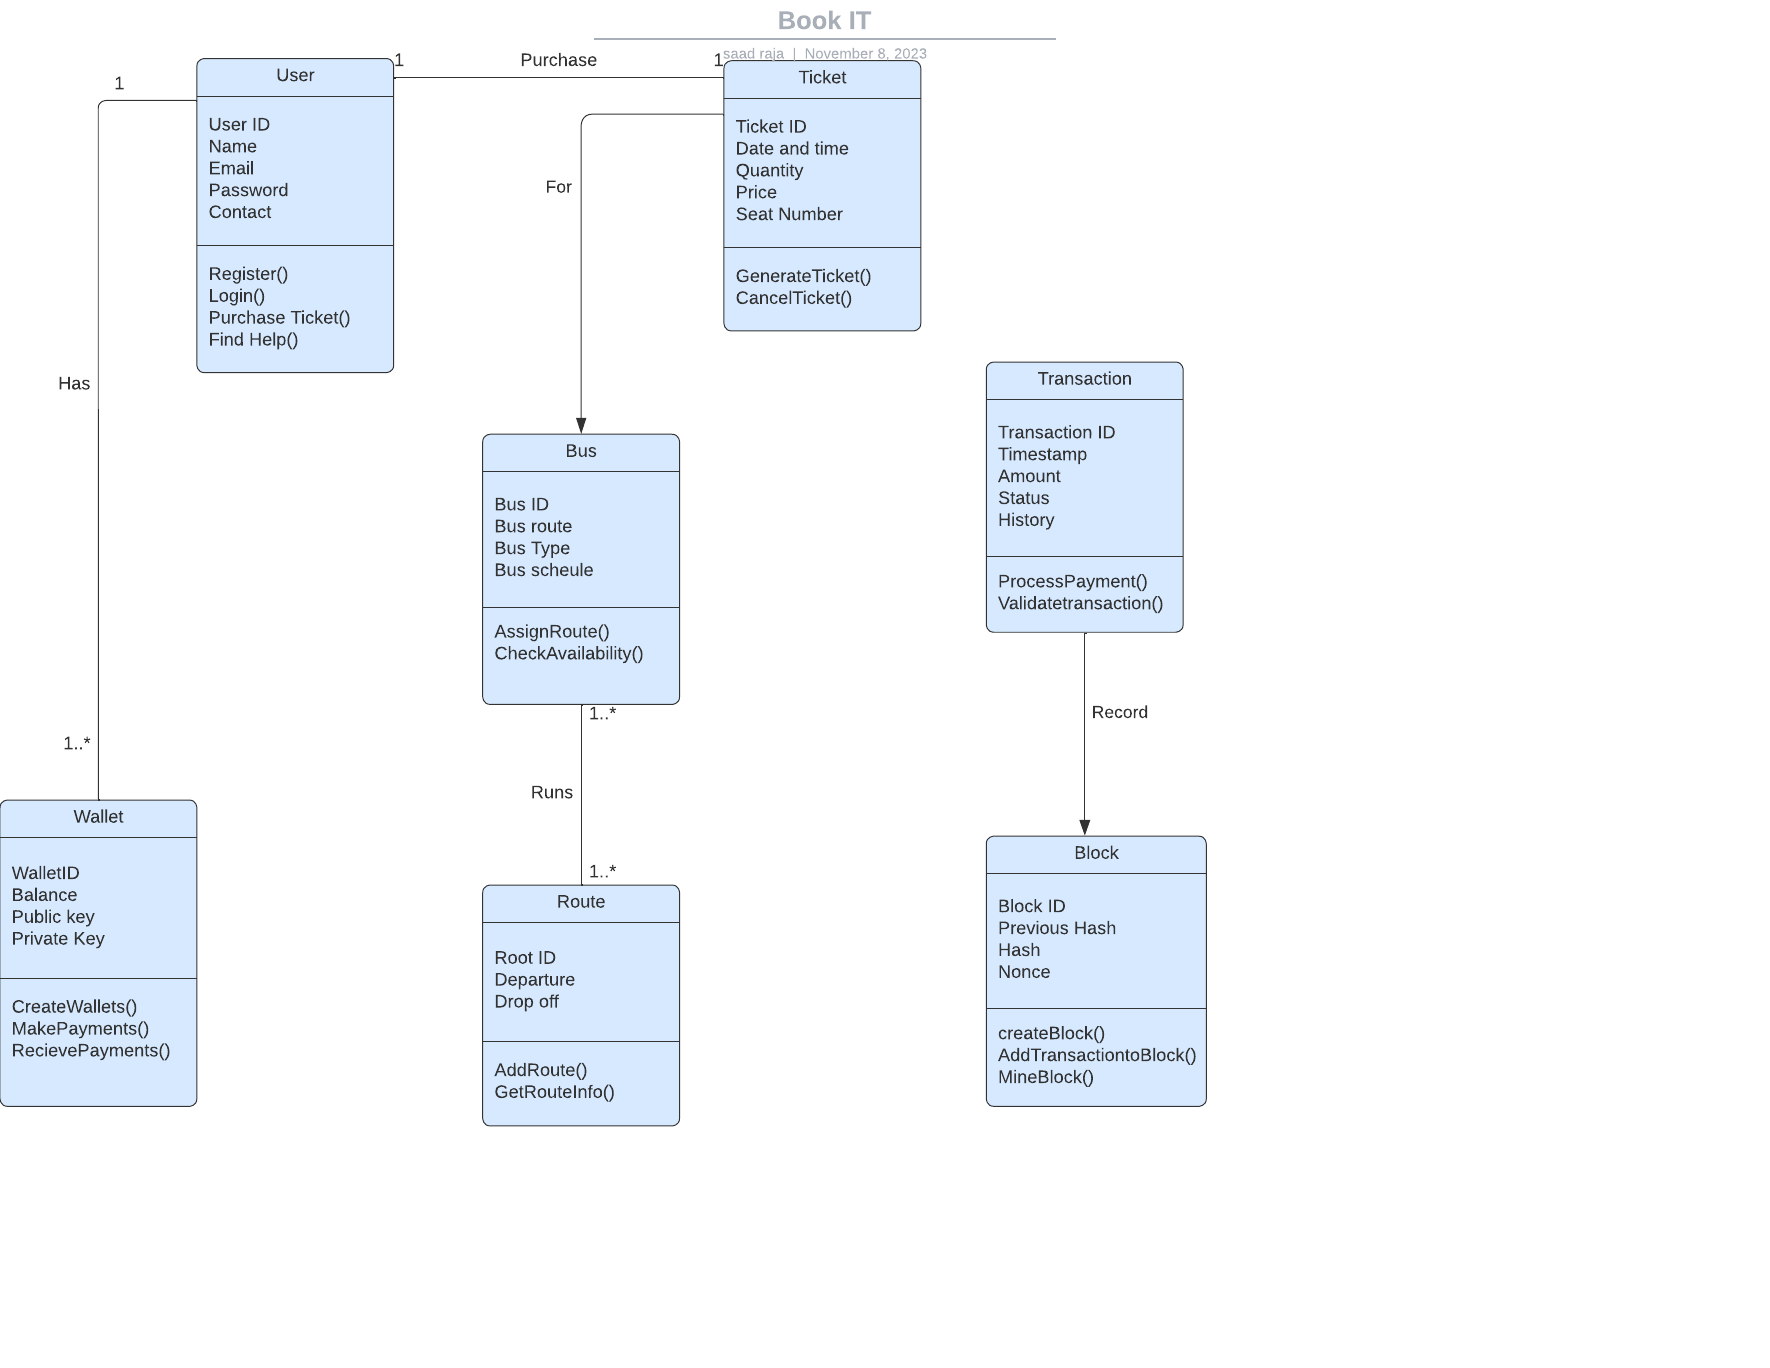 Book IT
saad raja | November 8, 2023
1
User
User ID
Name
Email
Password
Contact
Register()
Login()
Purchase Ticket()
Find Help()
1
Purchase
1
Ticket
Ticket ID
Date and time
Quantity
Price
Seat Number
GenerateTicket()
CancelTicket()
For
Has
1..*
Bus
Bus ID
Bus route
Bus Type
Bus scheule
AssignRoute()
CheckAvailability()
1..*
Runs
1..*
Transaction
Transaction ID
Timestamp
Amount
Status
History
ProcessPayment()
Validatetransaction()
Record
Wallet
WalletID
Balance
Public key
Private Key
CreateWallets()
MakePayments()
RecievePayments()
Route
Root ID
Departure
Drop off
AddRoute()
GetRouteInfo()
Block
Block ID
Previous Hash
Hash
Nonce
createBlock()
AddTransactiontoBlock()
MineBlock()